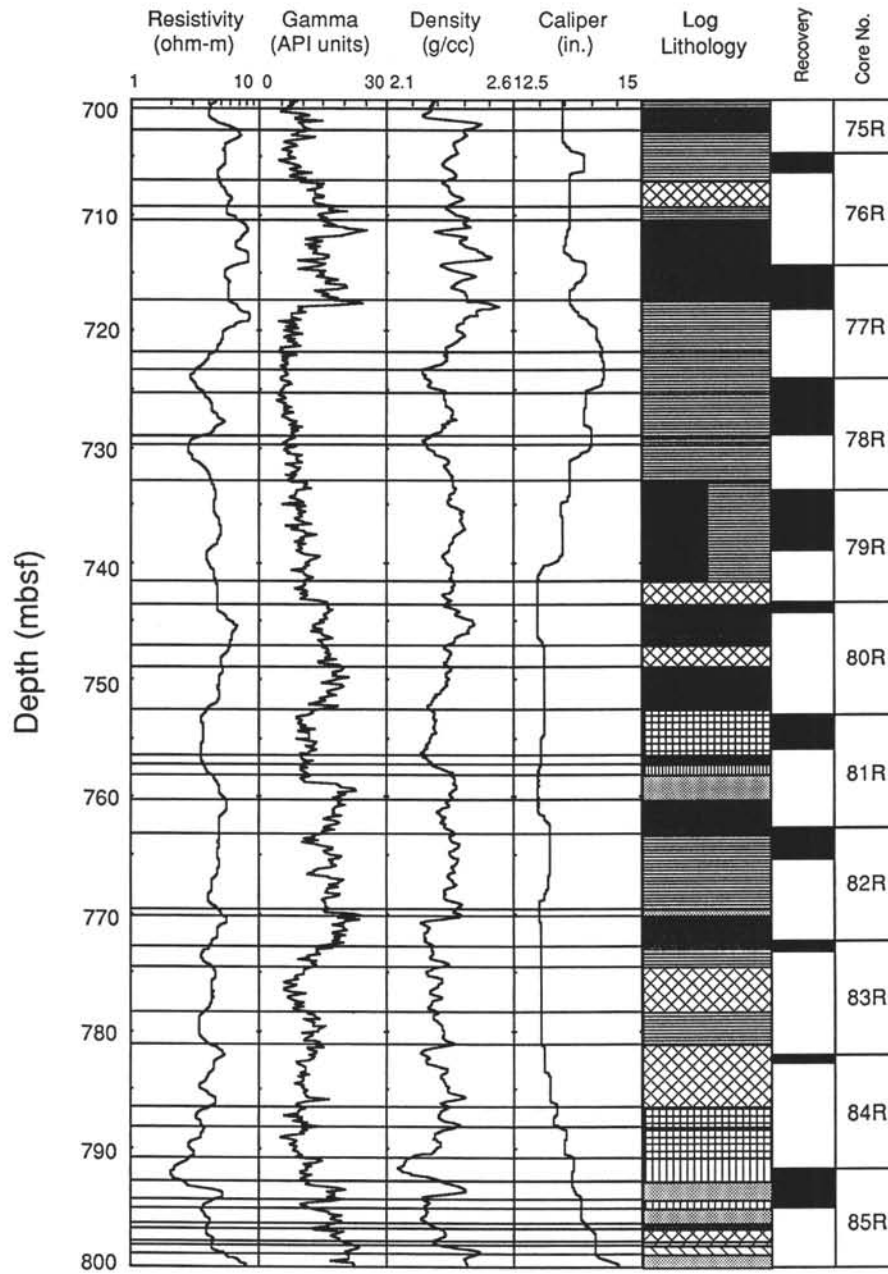 Resistivity Gamma Density Caliper Log
(ohm-m) (API units) (g/cc) (in.) Lithology Recovery Core No.
1 10 0 30 2.1 2.6 12.5 15
Depth (mbsf)
700
710
720
730
740
750
760
770
780
790
800
75R
76R
77R
78R
79R
80R
81R
82R
83R
84R
85R